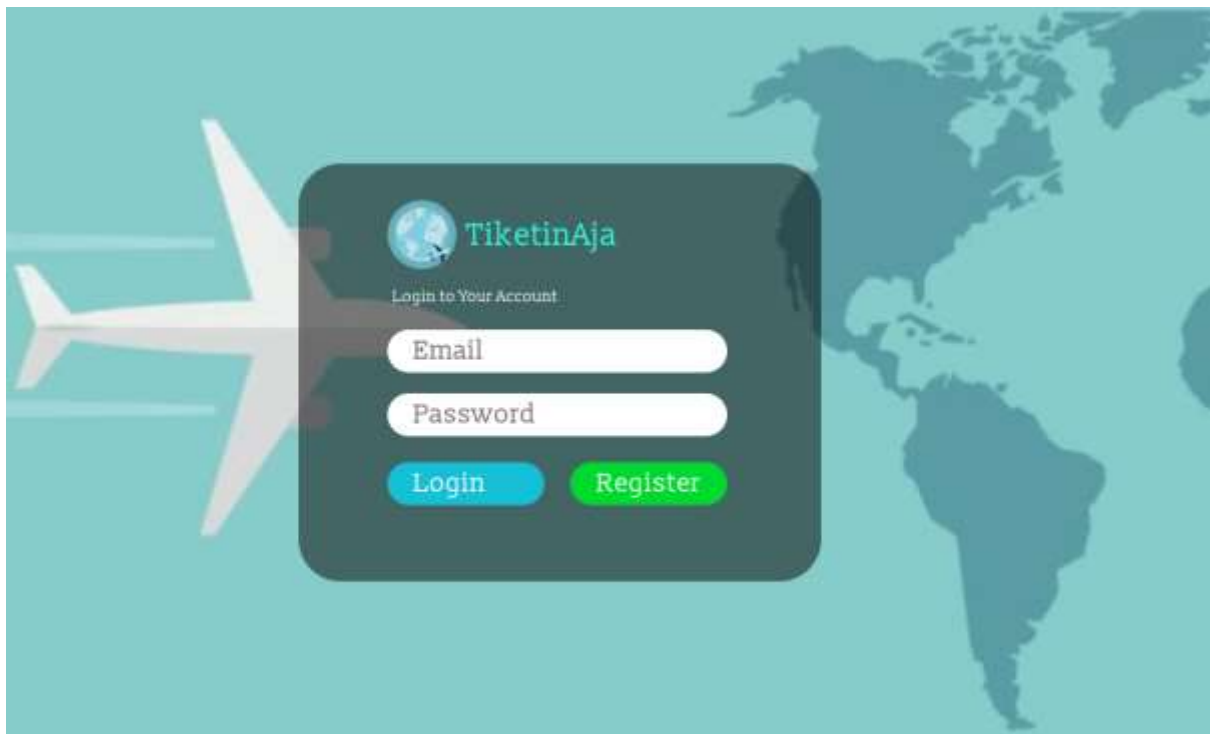 TiketinAja
Login to Your Account
Email
Password
Login
Register